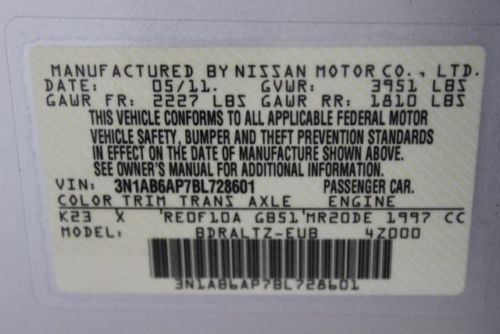 MANUFACTURED BY NISSAN MOTOR CO., LTD.
DATE: 05/11. GVWR: 3951 LBS
GAWR FR: 2227 LBS GAWR RR: 1810 LBS
THIS VEHICLE CONFORMS TO ALL APPLICABLE FEDERAL MOTOR
VEHICLE SAFETY, BUMPER AND THEFT PREVENTION STANDARDS
IN EFFECT ON THE DATE OF MANUFACTURE SHOWN ABOVE.
SEE OWNER'S MANUAL FOR ADDITIONAL INFORMATION.
VIN: 3N1AB6AP7BL728601 PASSENGER CAR.
COLOR TRIM TRANS AXLE ENGINE
K23 X 'RE0F10A GB51'MR20DE 1997 CC
MODEL: BDRALTZ-EUB 4Z000
3N1AB6AP7BL728601